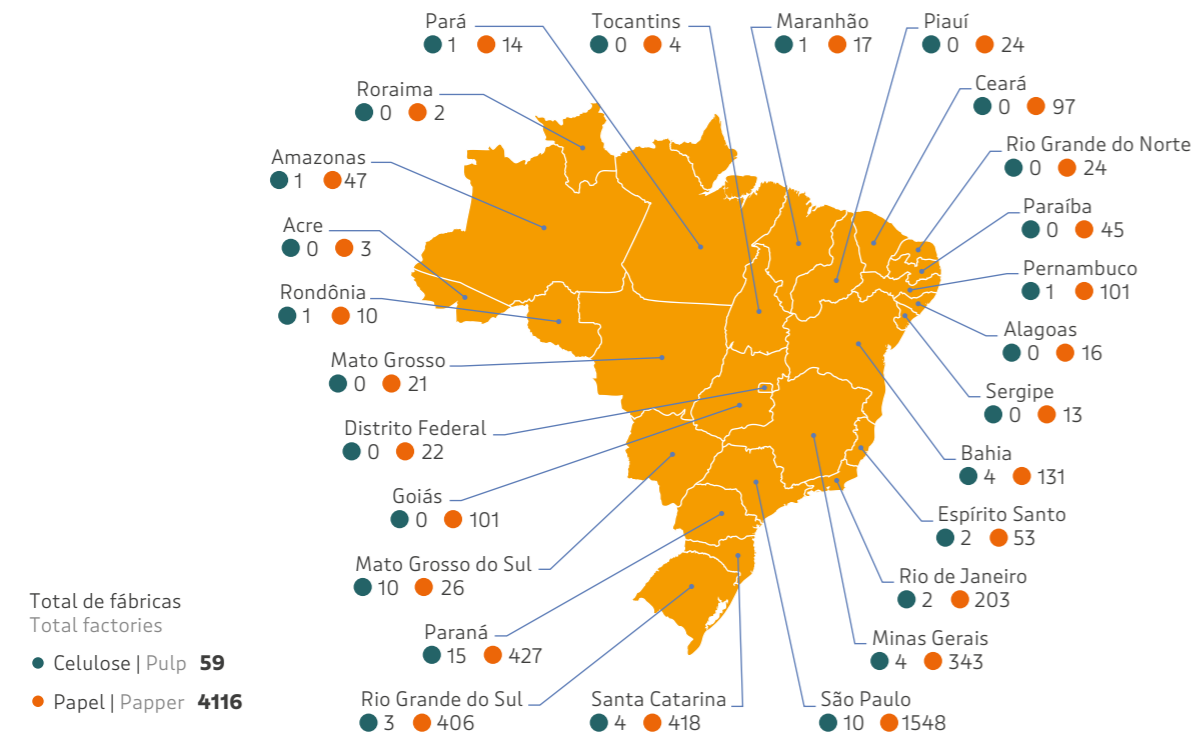 Pará
1 14
Tocantins
0 4
Maranhão
1 17
Piauí
0 24
Roraima
0 2
Ceará
0 97
Amazonas
1 47
Rio Grande do Norte
0 24
Acre
0 3
Paraíba
0 45
Rondônia
1 10
Pernambuco
1 101
Mato Grosso
0 21
Alagoas
0 16
Distrito Federal
0 22
Sergipe
0 13
Goiás
0 101
Bahia
4 131
Mato Grosso do Sul
10 26
Espírito Santo
2 53
Paraná
15 427
Rio de Janeiro
2 203
Rio Grande do Sul
3 406
Santa Catarina
4 418
São Paulo
10 1548
Minas Gerais
4 343
Total de fábricas
Total factories
Celulose | Pulp 59
Papel | Papper 4116